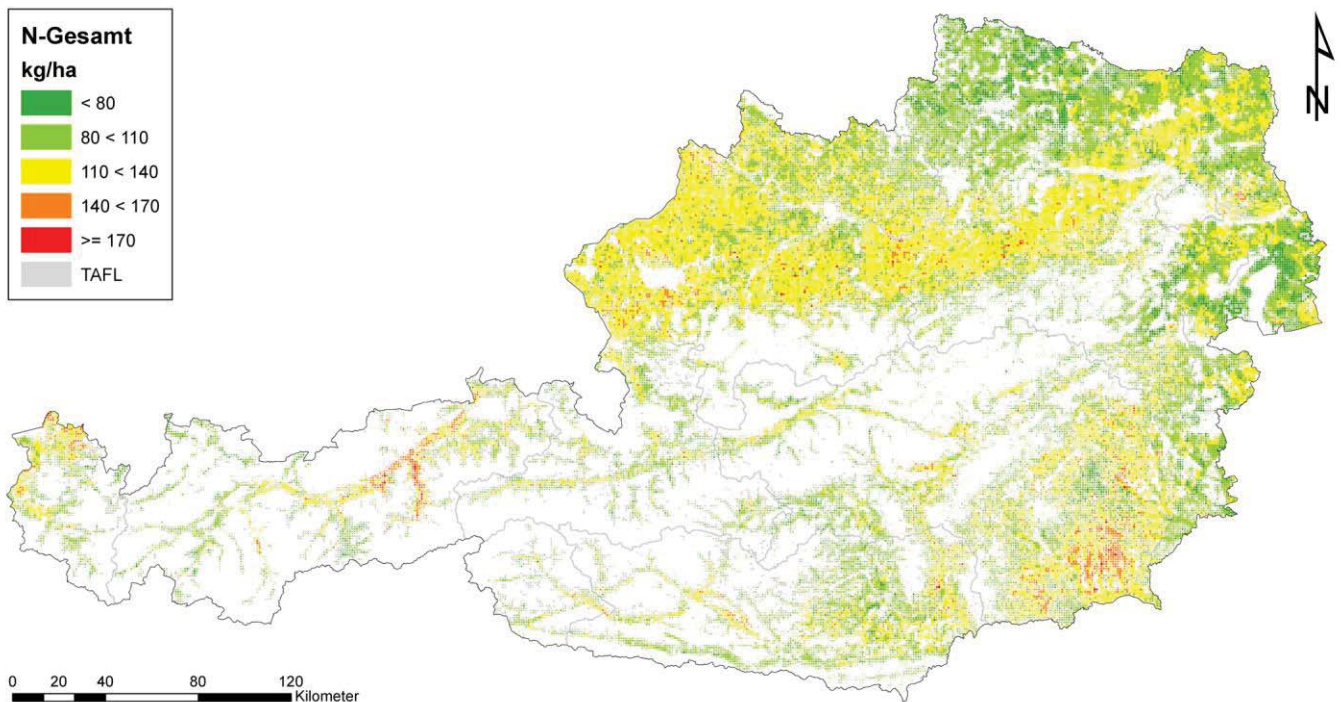 N-Gesamt
kg/ha
< 80
80 < 110
110 < 140
140 < 170
>= 170
TAFL
N
0 20 40 80 120
Kilometer